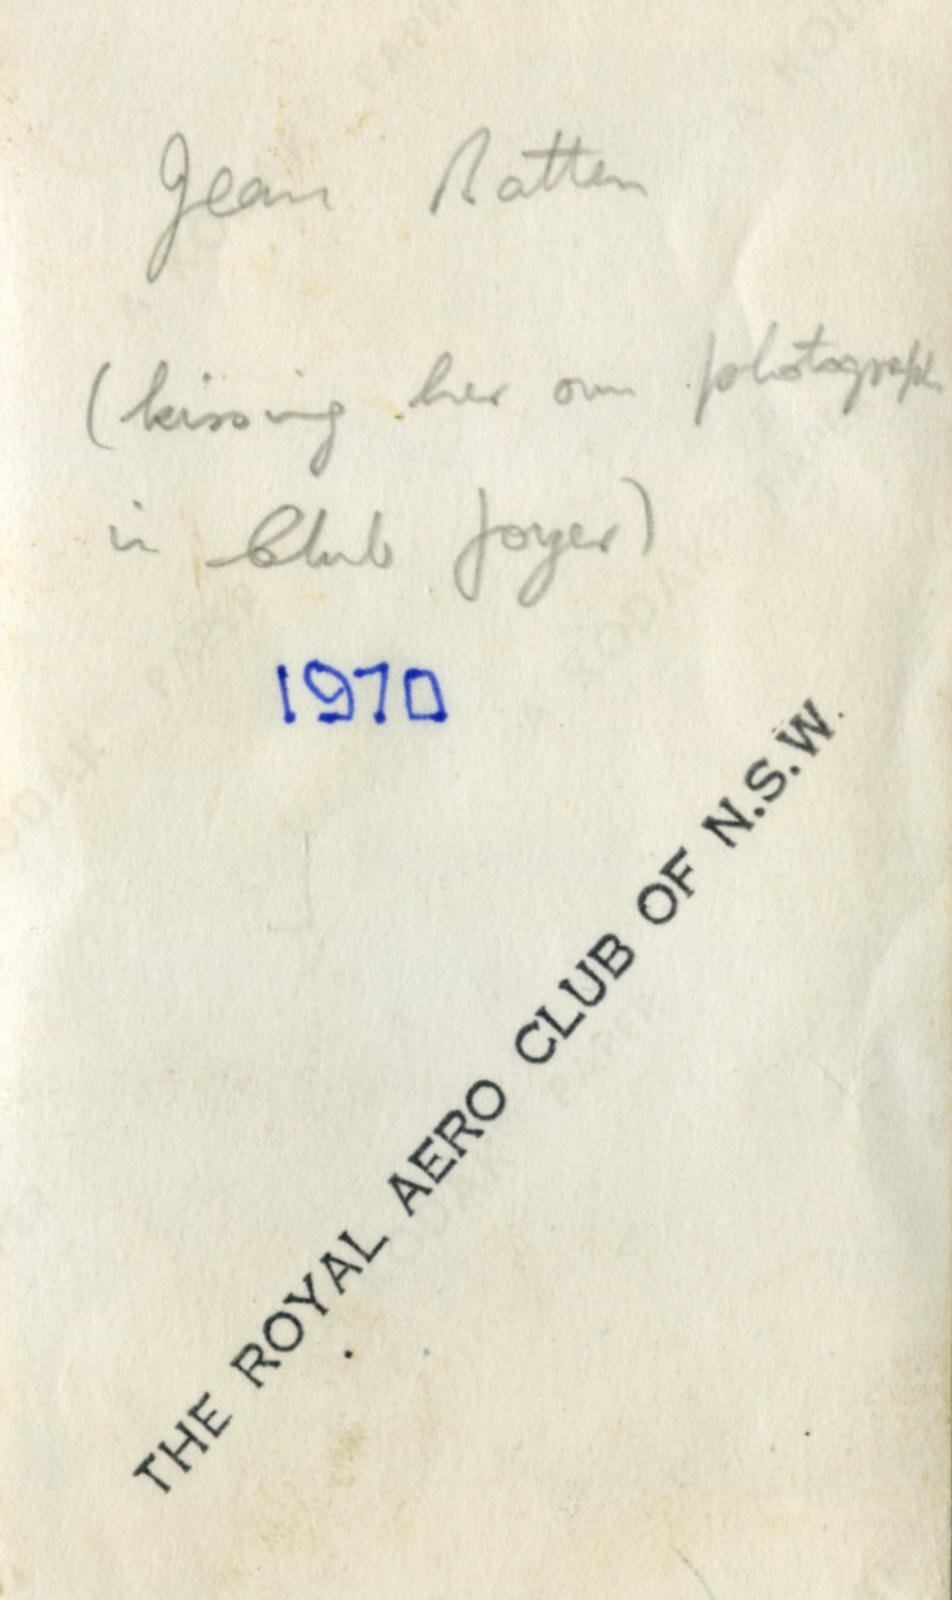 Jean Batten
(kissing her own photograph
in Club foyer)
1970
THE ROYAL AERO CLUB OF N.S.W.